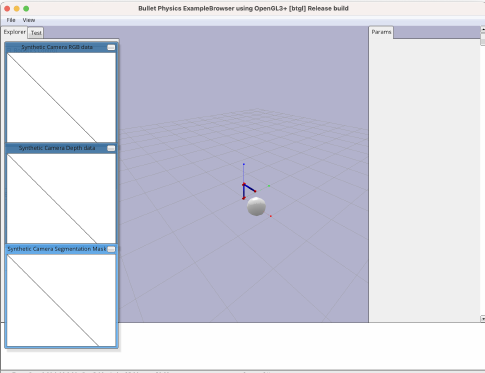 Bullet Physics ExampleBrowser using OpenGL3+ [btgl] Release build
File View
Explorer Test
Params
Synthetic Camera RGB data
Synthetic Camera Depth data
Synthetic Camera Segmentation Mask